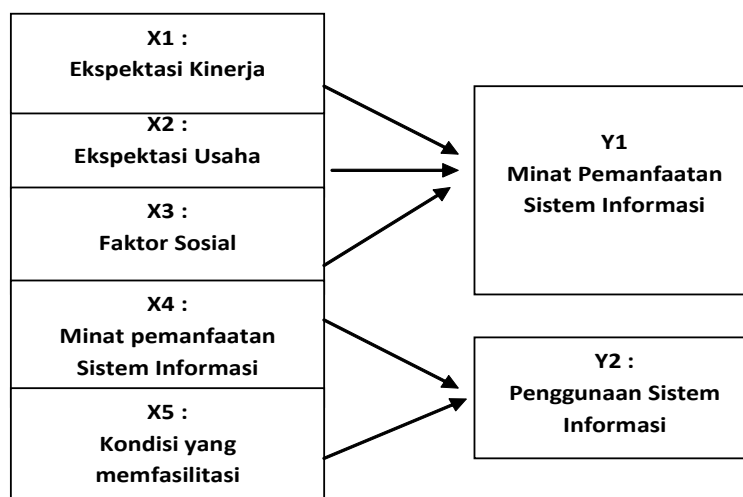 X1 :
Ekspektasi Kinerja
X2 :
Ekspektasi Usaha
X3 :
Faktor Sosial
X4 :
Minat pemanfaatan
Sistem Informasi
X5 :
Kondisi yang
memfasilitasi
Y1
Minat Pemanfaatan
Sistem Informasi
Y2 :
Penggunaan Sistem
Informasi